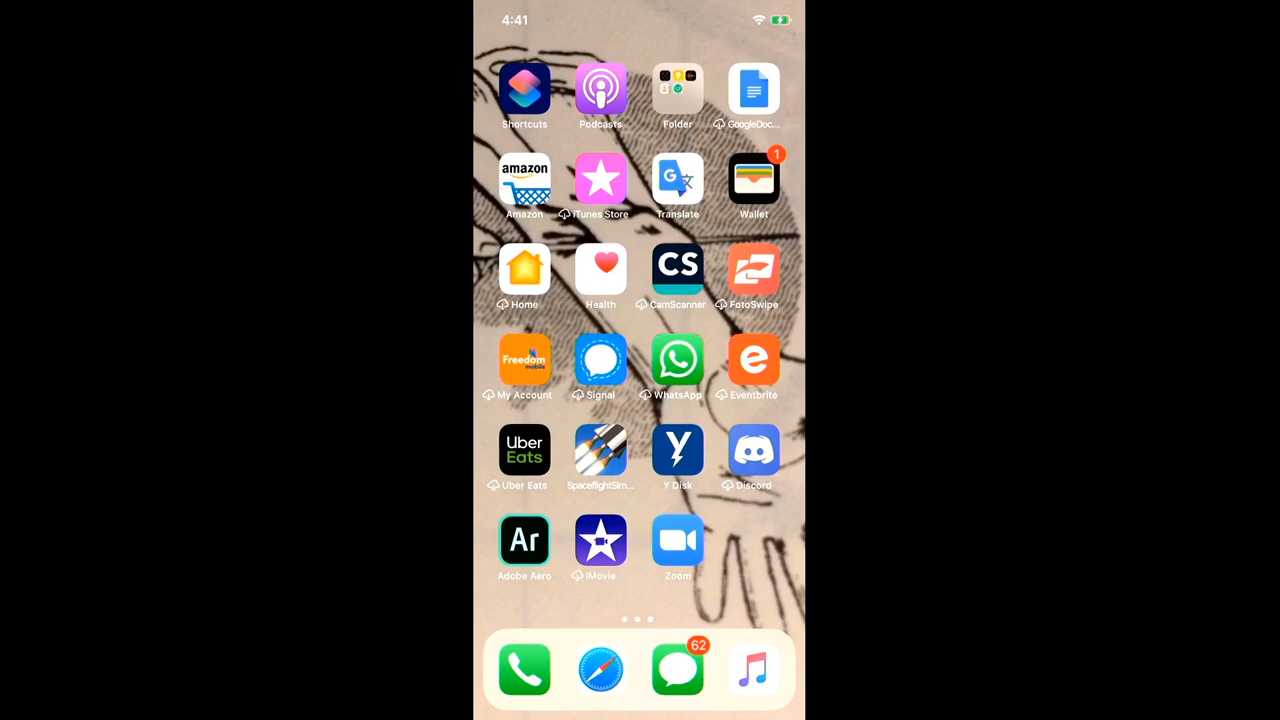 4:41
Shortcuts Podcasts Folder GoogleDoc...
amazon
1
Amazon iTunes Store Translate Wallet
G
CS
Home Health CamScanner FotoSwipe
Freedom
mobile
e
My Account Signal WhatsApp Eventbrite
Uber
Eats
Y
Uber Eats SpaceflightSim... Y Disk Discord
Ar
Adobe Aero iMovie Zoom
62